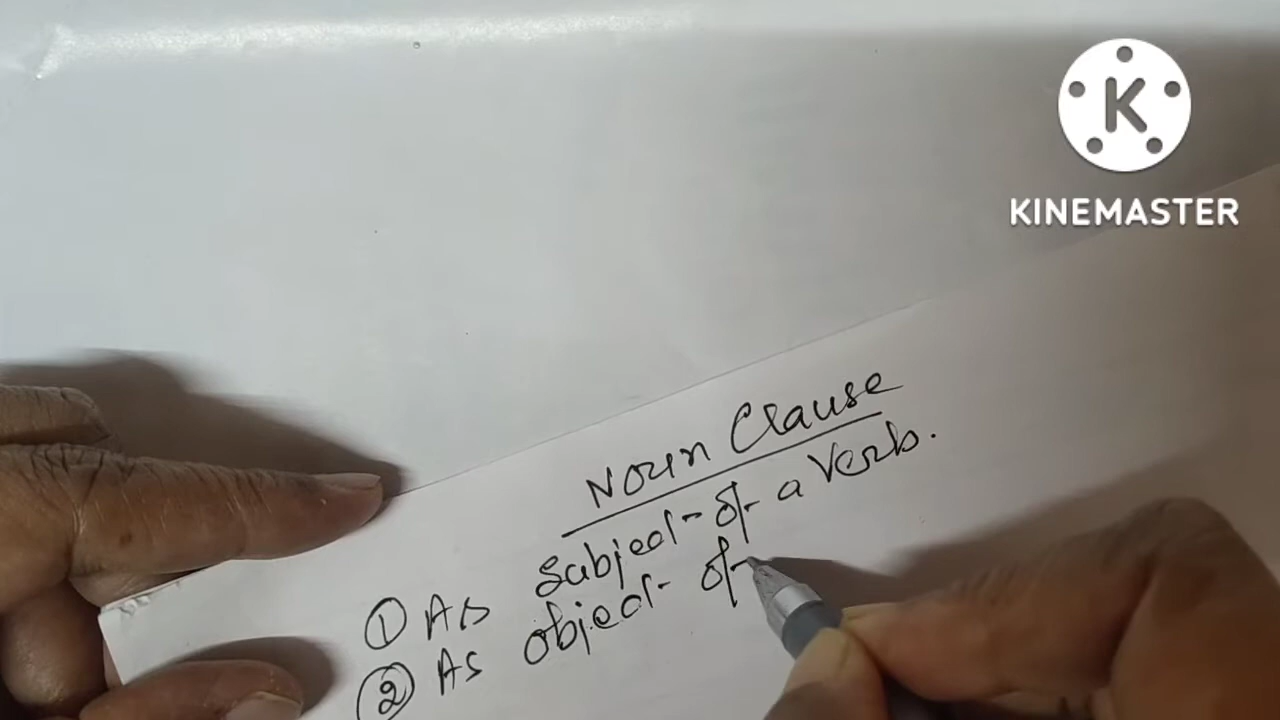 KINEMASTER
Noun Clause
① As Subject of a Verb.
② As object of